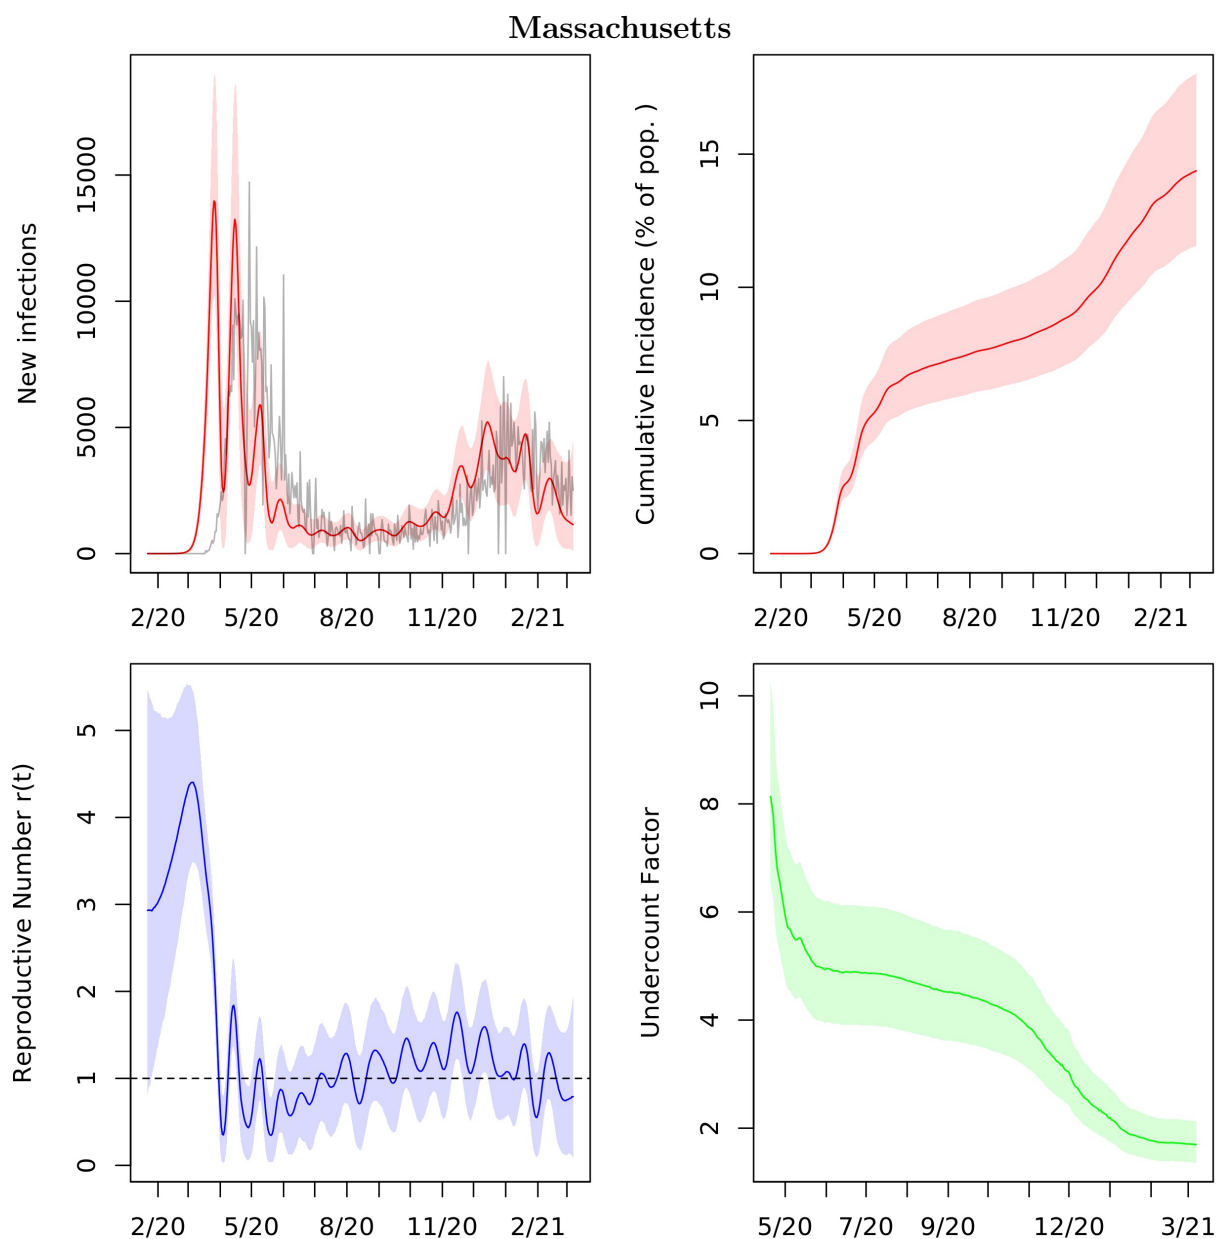 Massachusetts
New infections
15000
10000
5000
0
2/20 5/20 8/20 11/20 2/21
Cumulative Incidence (% of pop. )
15
10
5
0
2/20 5/20 8/20 11/20 2/21
Reproductive Number r(t)
5
4
3
2
1
0
2/20 5/20 8/20 11/20 2/21
Undercount Factor
10
8
6
4
2
5/20 7/20 9/20 12/20 3/21